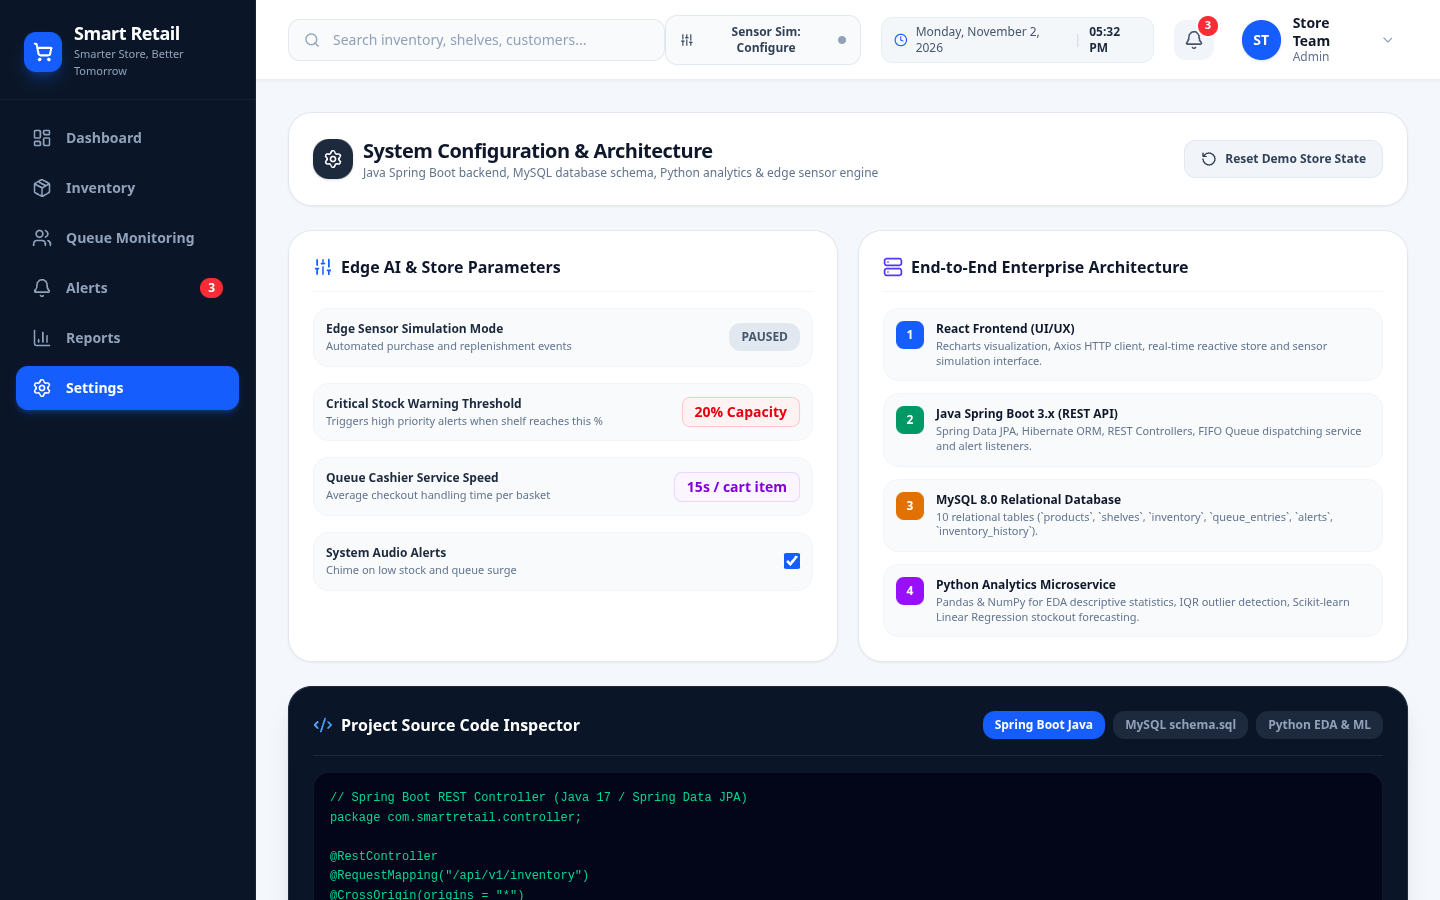 Smart Retail
Smarter Store, Better
Tomorrow
Dashboard
Inventory
Queue Monitoring
Alerts
3
Reports
Settings
Search inventory, shelves, customers...
Sensor Sim:
Configure
Monday, November 2,
2026
|
05:32
PM
3
ST
Store
Team
Admin
System Configuration & Architecture
Java Spring Boot backend, MySQL database schema, Python analytics & edge sensor engine
Reset Demo Store State
Edge AI & Store Parameters
Edge Sensor Simulation Mode
Automated purchase and replenishment events
PAUSED
Critical Stock Warning Threshold
Triggers high priority alerts when shelf reaches this %
20% Capacity
Queue Cashier Service Speed
Average checkout handling time per basket
15s / cart item
System Audio Alerts
Chime on low stock and queue surge
End-to-End Enterprise Architecture
1
React Frontend (UI/UX)
Recharts visualization, Axios HTTP client, real-time reactive store and sensor
simulation interface.
2
Java Spring Boot 3.x (REST API)
Spring Data JPA, Hibernate ORM, REST Controllers, FIFO Queue dispatching service
and alert listeners.
3
MySQL 8.0 Relational Database
10 relational tables (`products`, `shelves`, `inventory`, `queue_entries`, `alerts`,
`inventory_history`).
4
Python Analytics Microservice
Pandas & NumPy for EDA descriptive statistics, IQR outlier detection, Scikit-learn
Linear Regression stockout forecasting.
Project Source Code Inspector
Spring Boot Java
MySQL schema.sql
Python EDA & ML
// Spring Boot REST Controller (Java 17 / Spring Data JPA)
package com.smartretail.controller;
@RestController
@RequestMapping("/api/v1/inventory")
@CrossOrigin(origins = "*")